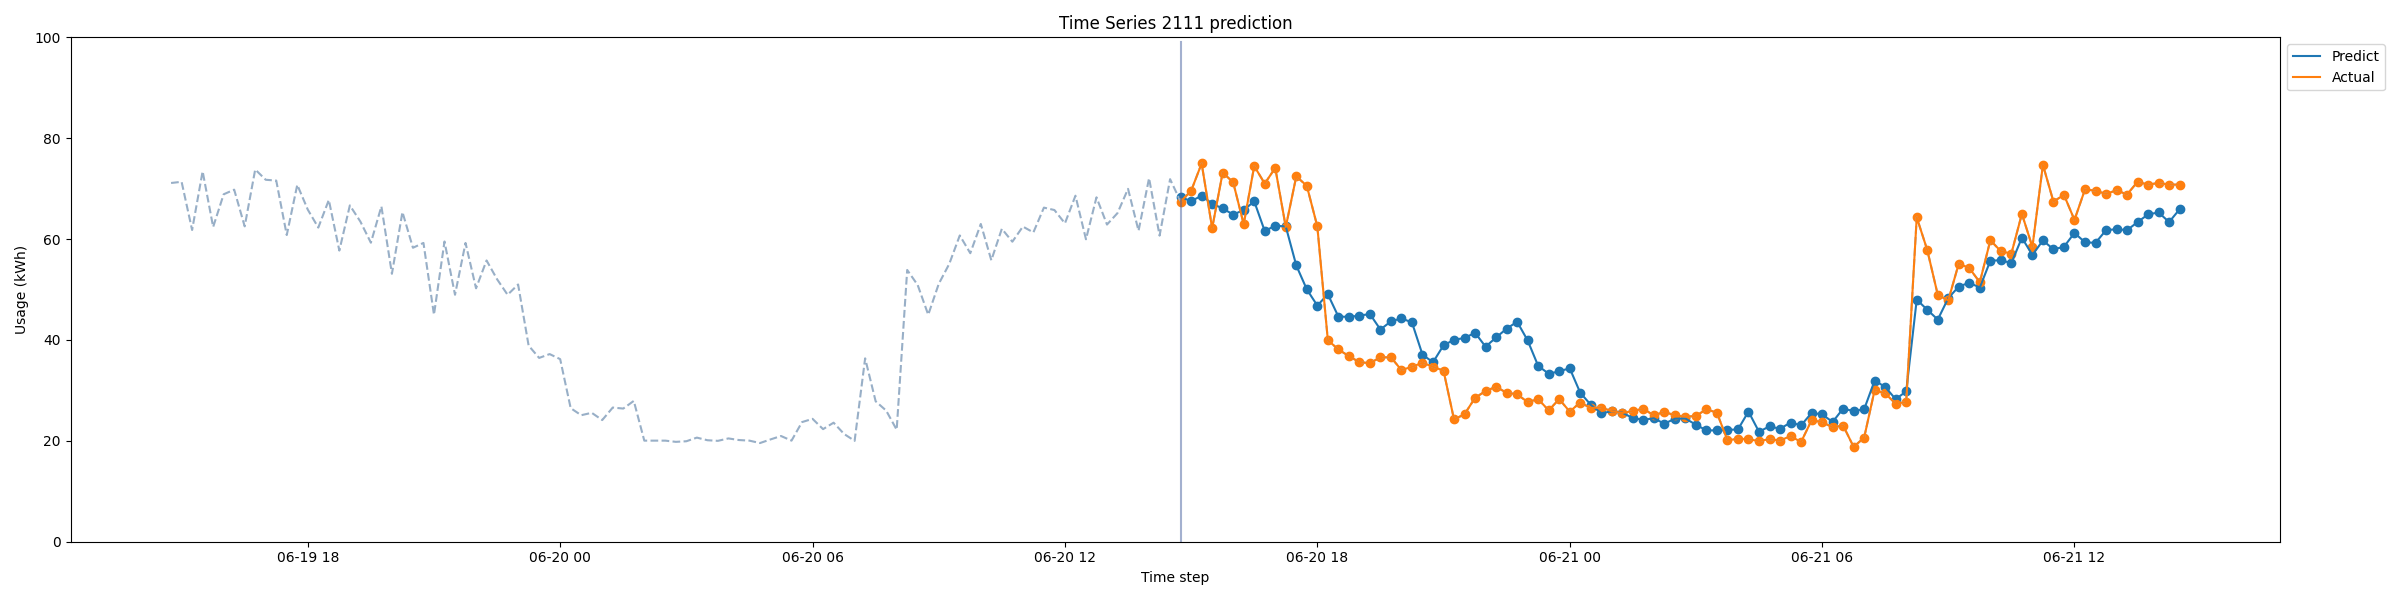 Time Series 2111 prediction
Predict
Actual
100
80
60
40
20
0
Usage (kWh)
06-19 18
06-20 00
06-20 06
06-20 12
06-20 18
06-21 00
06-21 06
06-21 12
Time step